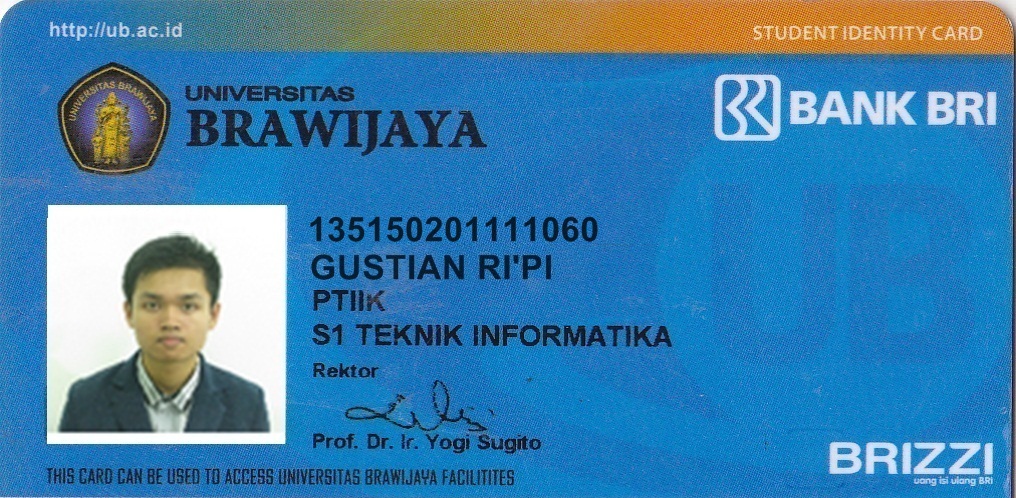 http://ub.ac.id
STUDENT IDENTITY CARD
UNIVERSITAS BRAWIJAYA
UNIVERSITAS
BRAWIJAYA
BANK BRI
UB
135150201111060
GUSTIAN RI'PI
PTIIK
S1 TEKNIK INFORMATIKA
Rektor
Prof. Dr. Ir. Yogi Sugito
THIS CARD CAN BE USED TO ACCESS UNIVERSITAS BRAWIJAYA FACILITITES
BRIZZI
uang isi ulang BRI